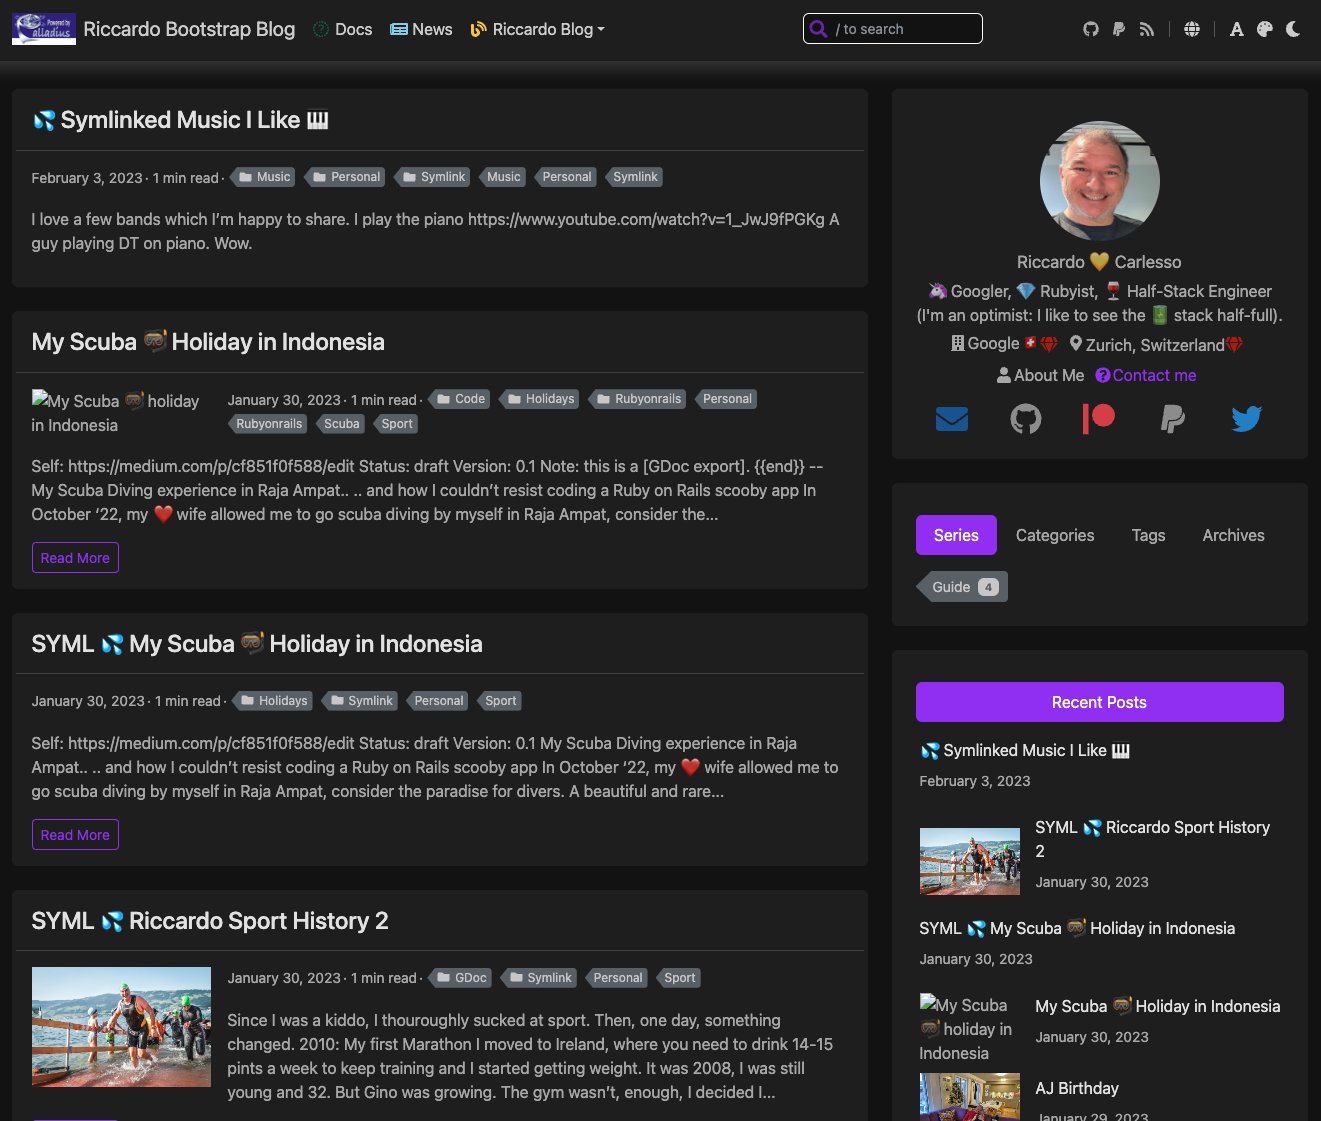 Powered by
alladius
Riccardo Bootstrap Blog
Docs
News
Riccardo Blog
/ to search
💦 Symlinked Music I Like 🎹
February 3, 2023 · 1 min read · Music Personal Symlink Music Personal Symlink
I love a few bands which I’m happy to share. I play the piano https://www.youtube.com/watch?v=1_JwJ9fPGKg A
guy playing DT on piano. Wow.
My Scuba 🤿 Holiday in Indonesia
My Scuba 🤿 holiday
in Indonesia
January 30, 2023 · 1 min read · Code Holidays Rubyonrails Personal
Rubyonrails Scuba Sport
Self: https://medium.com/p/cf851f0f588/edit Status: draft Version: 0.1 Note: this is a [GDoc export]. {{end}} --
My Scuba Diving experience in Raja Ampat.. .. and how I couldn’t resist coding a Ruby on Rails scooby app In
October ‘22, my ❤️ wife allowed me to go scuba diving by myself in Raja Ampat, consider the...
Read More
SYML 💦 My Scuba 🤿 Holiday in Indonesia
January 30, 2023 · 1 min read · Holidays Symlink Personal Sport
Self: https://medium.com/p/cf851f0f588/edit Status: draft Version: 0.1 My Scuba Diving experience in Raja
Ampat.. .. and how I couldn’t resist coding a Ruby on Rails scooby app In October ‘22, my ❤️ wife allowed me to
go scuba diving by myself in Raja Ampat, consider the paradise for divers. A beautiful and rare...
Read More
SYML 💦 Riccardo Sport History 2
January 30, 2023 · 1 min read · GDoc Symlink Personal Sport
Since I was a kiddo, I thouroughly sucked at sport. Then, one day, something
changed. 2010: My first Marathon I moved to Ireland, where you need to drink 14-15
pints a week to keep training and I started getting weight. It was 2008, I was still
young and 32. But Gino was growing. The gym wasn’t, enough, I decided I...
Riccardo 💛 Carlesso
🦄 Googler, 💎 Rubyist, 🍷 Half-Stack Engineer
(I'm an optimist: I like to see the 🛢 stack half-full).
Google 🇨🇭 Zurich, Switzerland
About Me Contact me
Series Categories Tags Archives
Guide 4
Recent Posts
💦 Symlinked Music I Like 🎹
February 3, 2023
SYML 💦 Riccardo Sport History
2
January 30, 2023
SYML 💦 My Scuba 🤿 Holiday in Indonesia
January 30, 2023
My Scuba
🤿 holiday in
Indonesia
My Scuba 🤿 Holiday in Indonesia
January 30, 2023
AJ Birthday
January 29, 2023